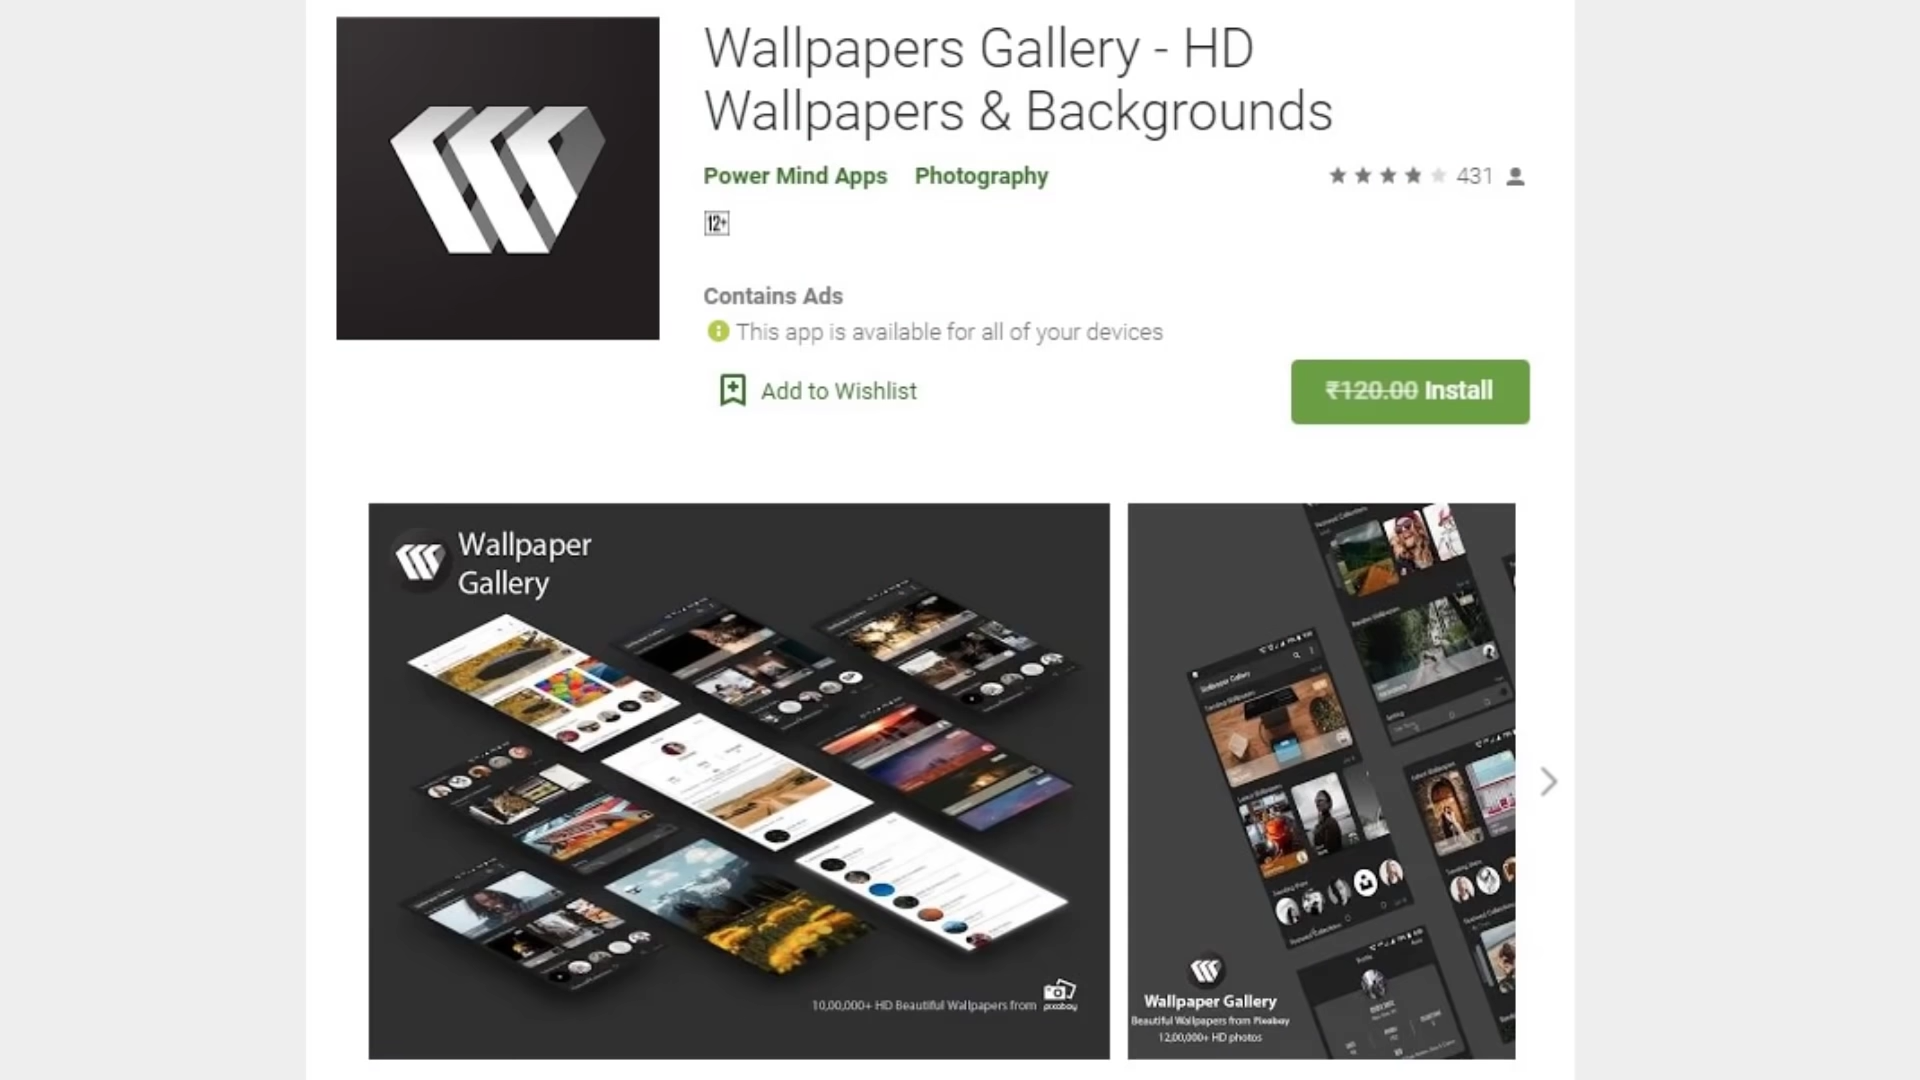 Wallpapers Gallery - HD
Wallpapers & Backgrounds
Power Mind Apps Photography
431
12+
Contains Ads
This app is available for all of your devices
Add to Wishlist
₹120.00 Install
Wallpaper
Gallery
10,00,000+ HD Beautiful Wallpapers from pixabay
Wallpaper Gallery
Beautiful Wallpapers from Pixabay
12,00,000+ HD photos